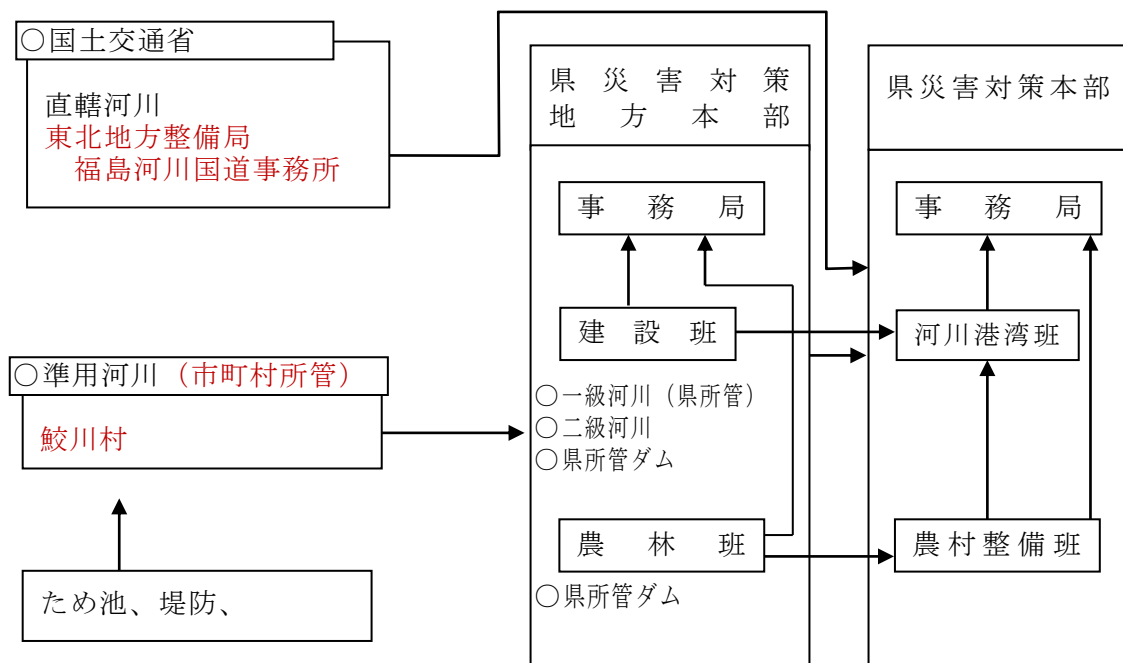 ○国土交通省
直轄河川
東北地方整備局
福島河川国道事務所
○準用河川（市町村所管）
鮫川村
ため池、堤防、
県災害対策
地方本部
事務局
建設班
○一級河川（県所管）
○二級河川
○県所管ダム
農林班
○県所管ダム
県災害対策本部
事務局
河川港湾班
農村整備班